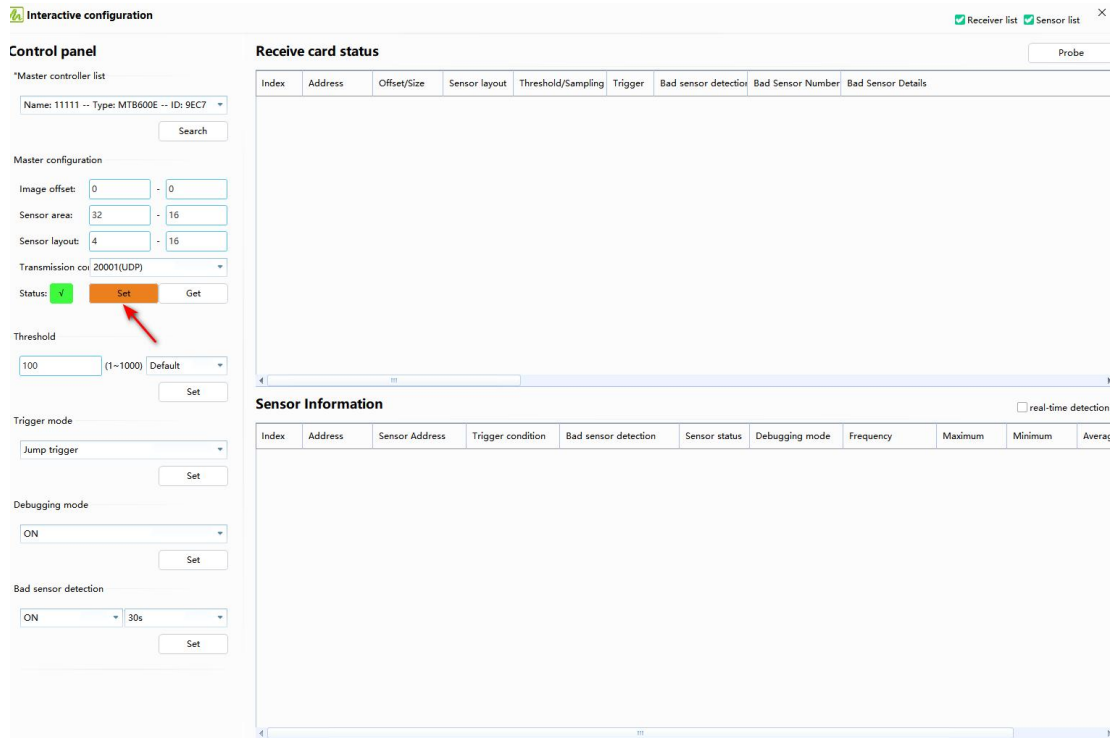 Interactive configuration
Receiver list Sensor list
Control panel
*Master controller list
Name: 11111 -- Type: MTB600E -- ID: 9EC7
Search
Master configuration
Image offset: 0 - 0
Sensor area: 32 - 16
Sensor layout: 4 - 16
Transmission cor 20001(UDP)
Status: √ Set Get
Threshold
100 (1~1000) Default
Set
Trigger mode
Jump trigger
Set
Debugging mode
ON
Set
Bad sensor detection
ON 30s
Set
Receive card status
Probe
Index Address Offset/Size Sensor layout Threshold/Sampling Trigger Bad sensor detection Bad Sensor Number Bad Sensor Details
Sensor Information
real-time detection
Index Address Sensor Address Trigger condition Bad sensor detection Sensor status Debugging mode Frequency Maximum Minimum Averag